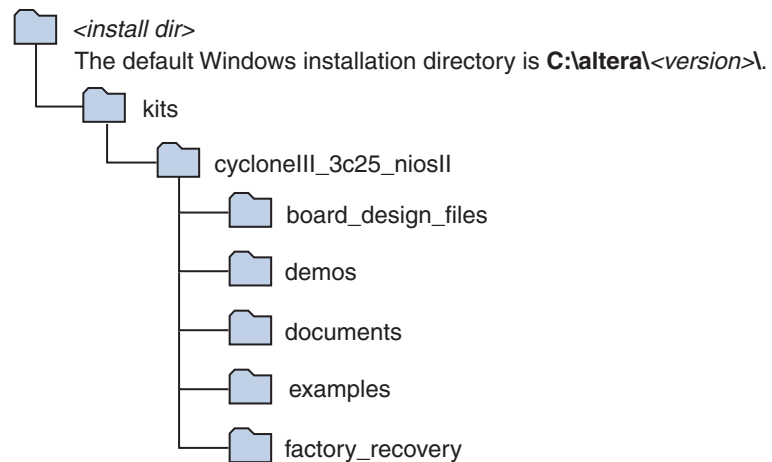 <install dir>
The default Windows installation directory is C:\altera\<version>\.
kits
cycloneIII_3c25_niosII
board_design_files
demos
documents
examples
factory_recovery